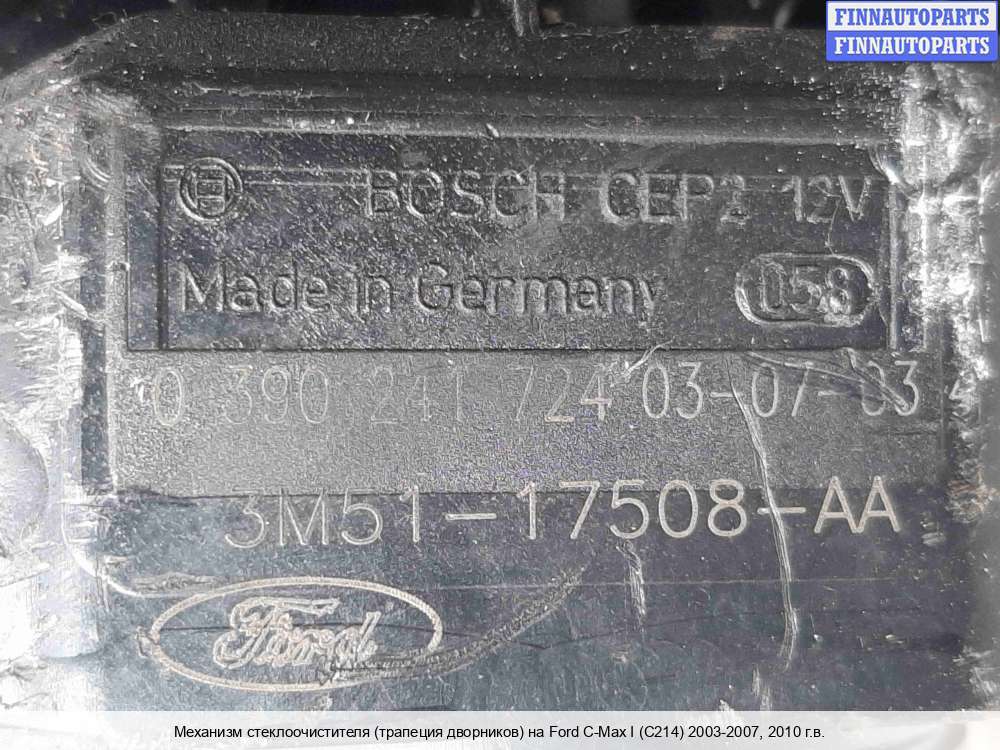 FINNAUTOPARTS
FINNAUTOPARTS
BOSCH CEP2 12V
Made in Germany 058
0 390 241 724 03-07-03
3M51-17508-AA
Ford
Механизм стеклоочистителя (трапеция дворников) на Ford C-Max I (C214) 2003-2007, 2010 г.в.